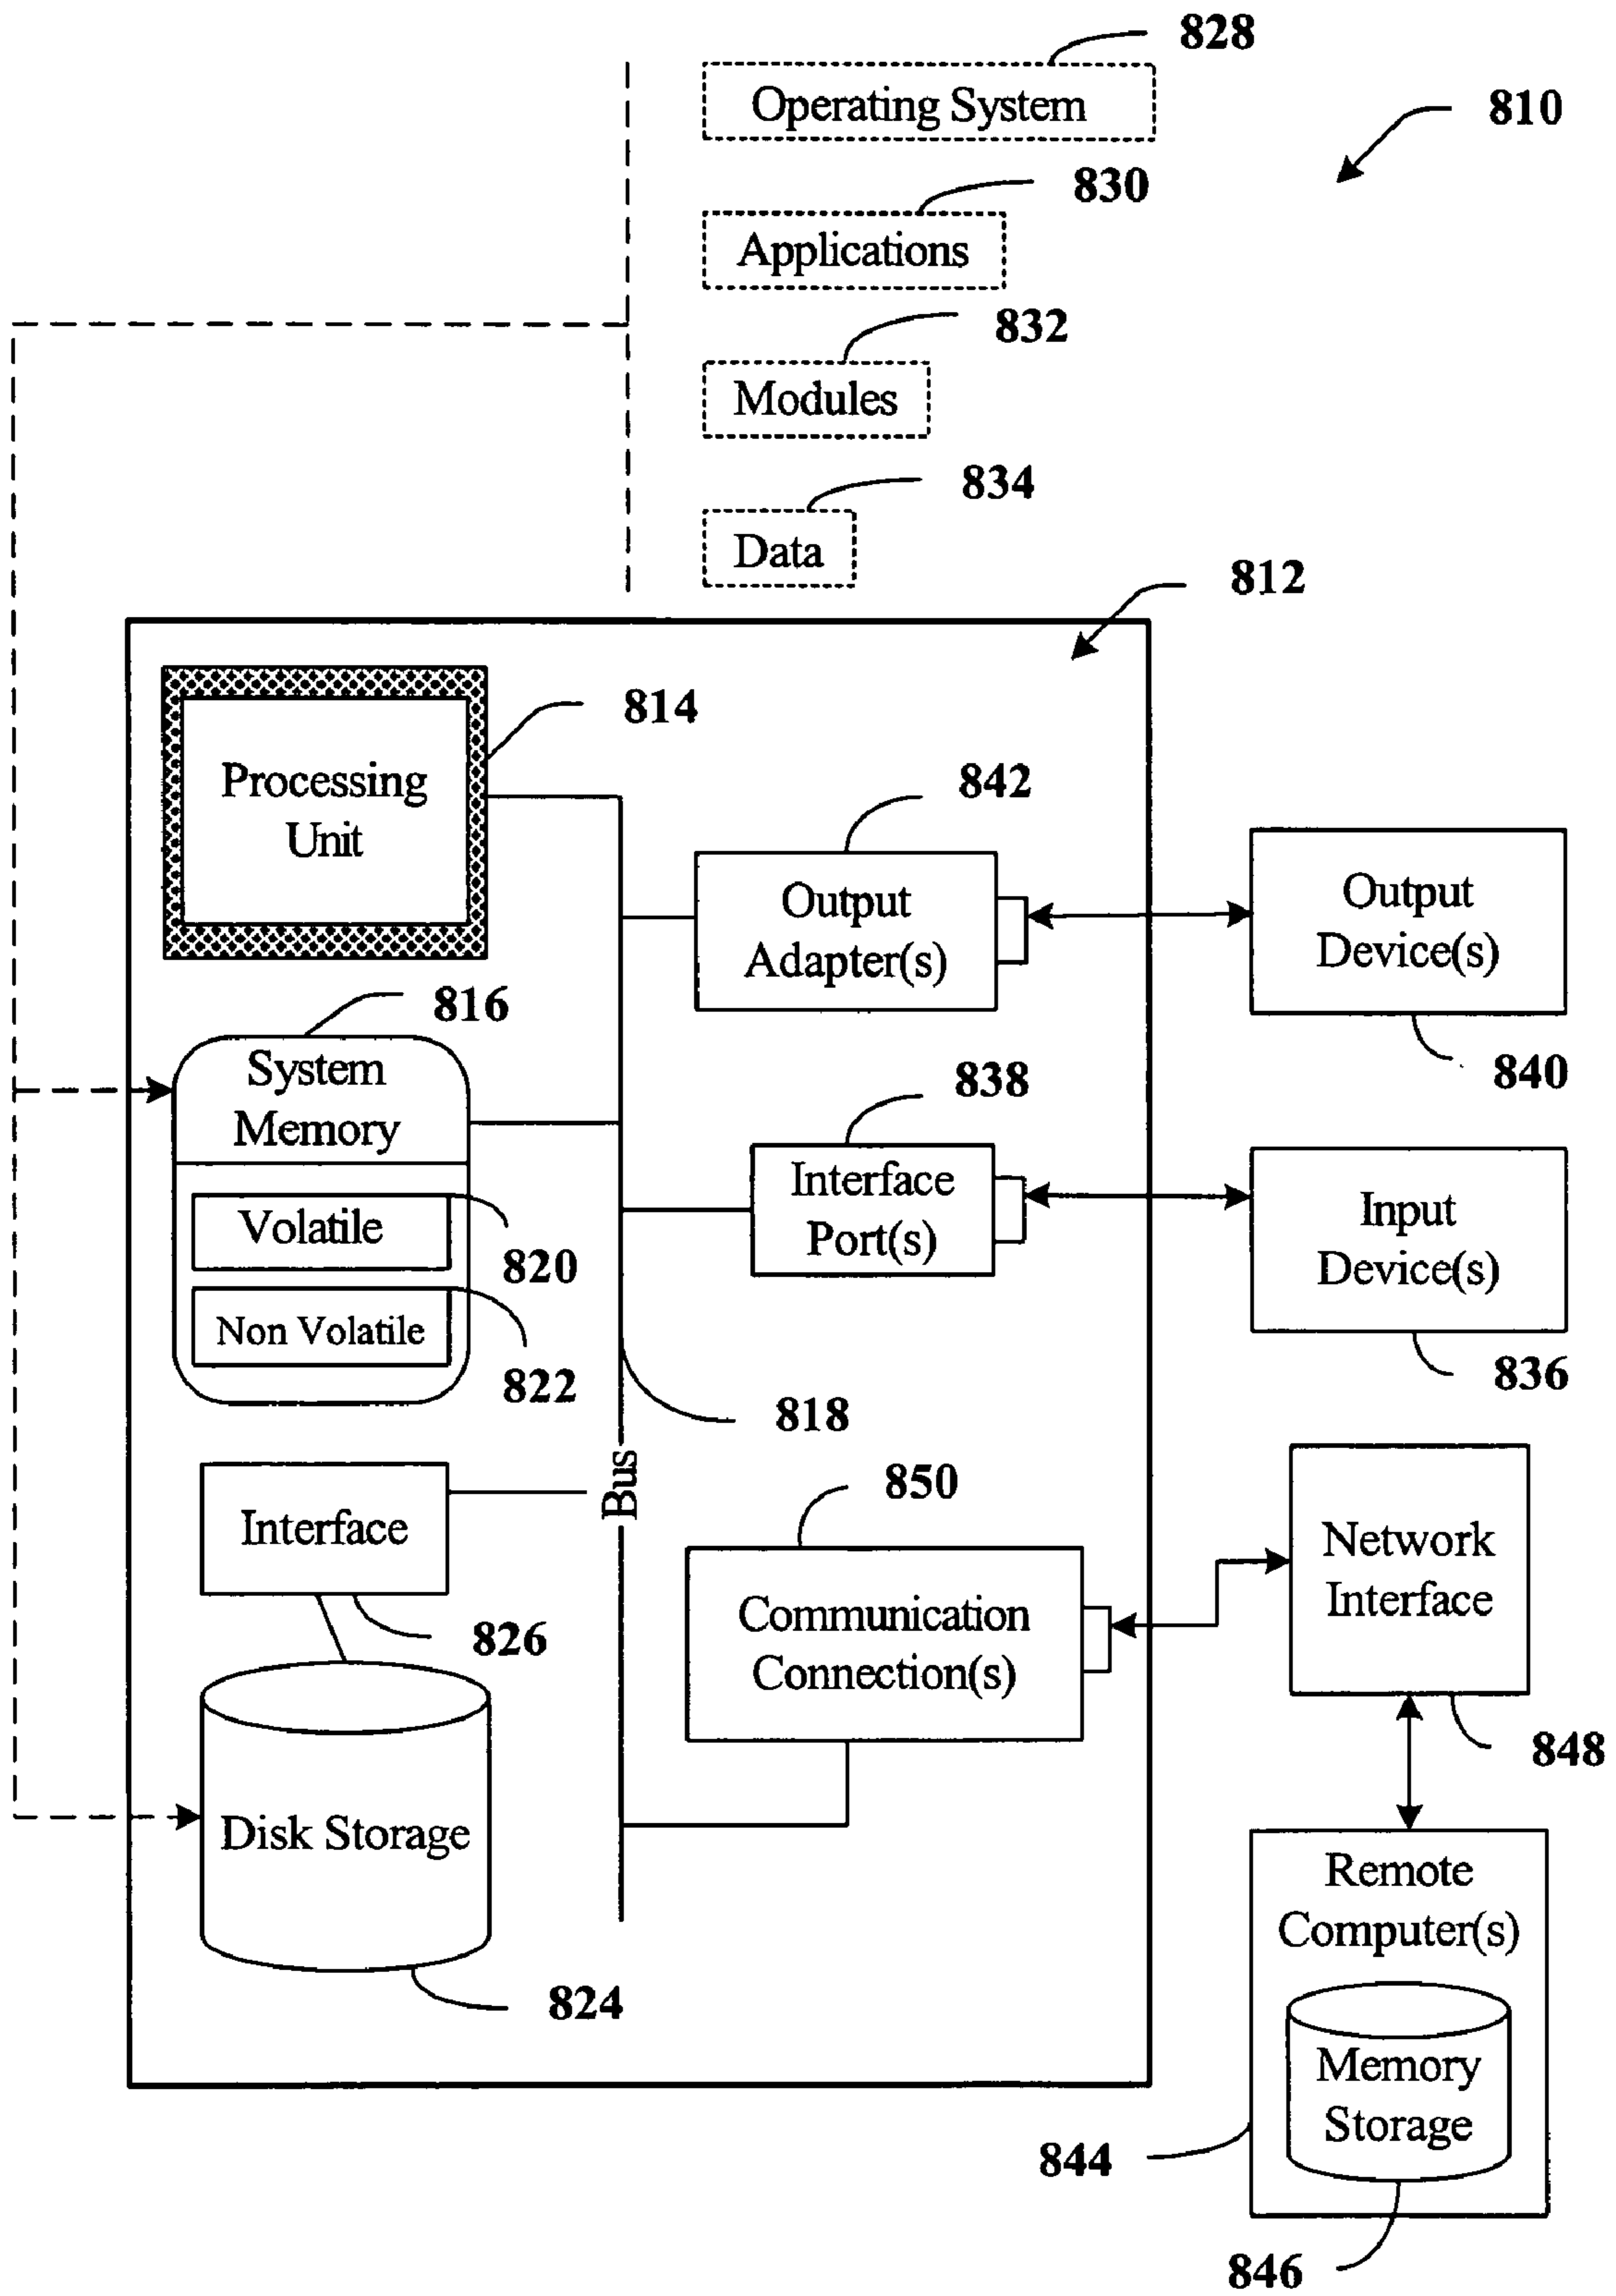 828
Operating System
810
830
Applications
832
Modules
834
Data
812
814
Processing
Unit
842
Output
Adapter(s)
Output
Device(s)
840
816
System
Memory
838
Interface
Port(s)
Input
Device(s)
836
Volatile
820
Non Volatile
822
818
Bus
850
Interface
826
Communication
Connection(s)
Network
Interface
848
Disk Storage
824
Remote
Computer(s)
Memory
Storage
844
846